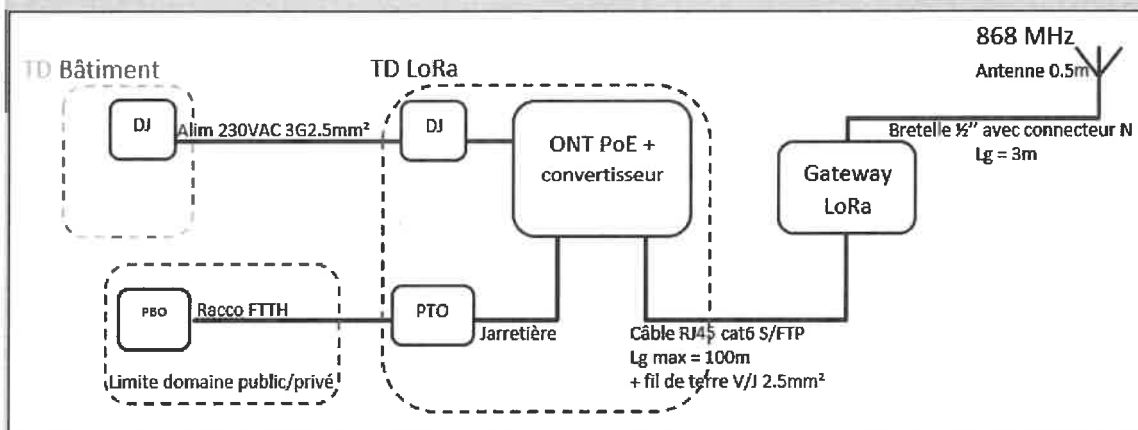 868 MHz
Antenne 0.5m
TD Bâtiment
TD LoRa
DJ
Alim 230VAC 3G2.5mm²
DJ
ONT PoE +
convertisseur
Bretelle ½’’ avec connecteur N
Lg = 3m
Gateway
LoRa
PBO
Racco FTTH
PTO
Jarretière
Câble RJ45 cat6 S/FTP
Lg max = 100m
+ fil de terre V/J 2.5mm²
Limite domaine public/privé